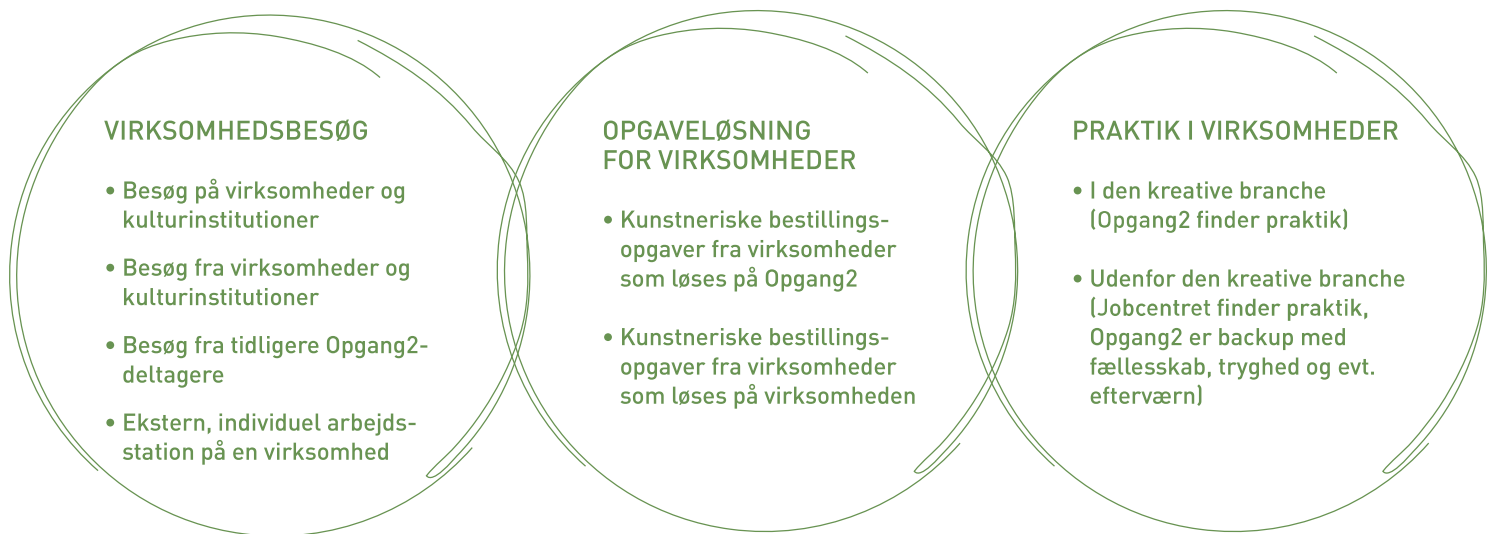 VIRKSOMHEDSBESØG
• Besøg på virksomheder og
kulturinstitutioner
• Besøg fra virksomheder og
kulturinstitutioner
• Besøg fra tidligere Opgang2-
deltagere
• Ekstern, individuel arbejds-
station på en virksomhed
OPGAVELØSNING
FOR VIRKSOMHEDER
• Kunstneriske bestillings-
opgaver fra virksomheder
som løses på Opgang2
• Kunstneriske bestillings-
opgaver fra virksomheder
som løses på virksomheden
PRAKTIK I VIRKSOMHEDER
• I den kreative branche
(Opgang2 finder praktik)
• Udenfor den kreative branche
(Jobcentret finder praktik,
Opgang2 er backup med
fællesskab, tryghed og evt.
efterværn)